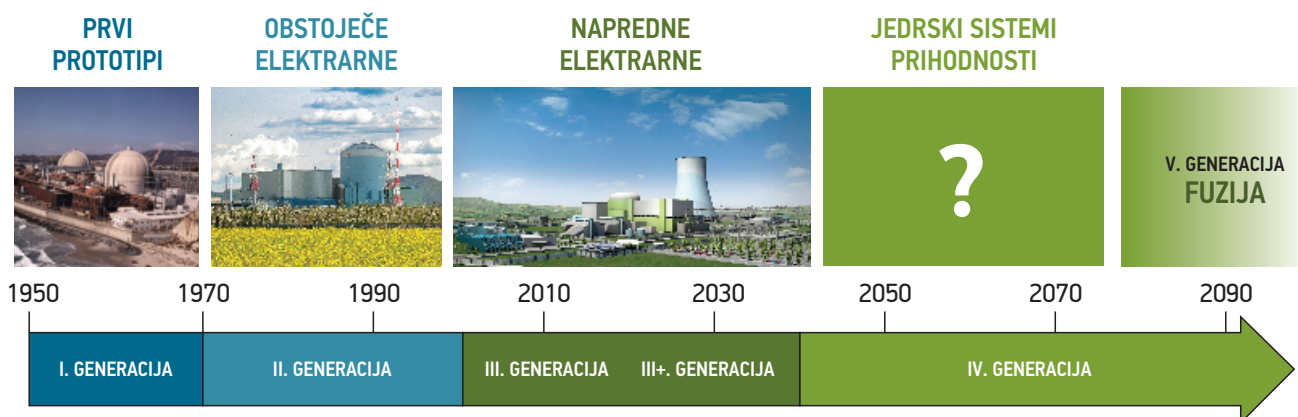 PRVI
PROTOTIPI
OBSTOJEČE
ELEKTRARNE
NAPREDNE
ELEKTRARNE
JEDRSKI SISTEMI
PRIHODNOSTI
?
V. GENERACIJA
FUZIJA
1950
1970
1990
2010
2030
2050
2070
2090
I. GENERACIJA
II. GENERACIJA
III. GENERACIJA
III+. GENERACIJA
IV. GENERACIJA